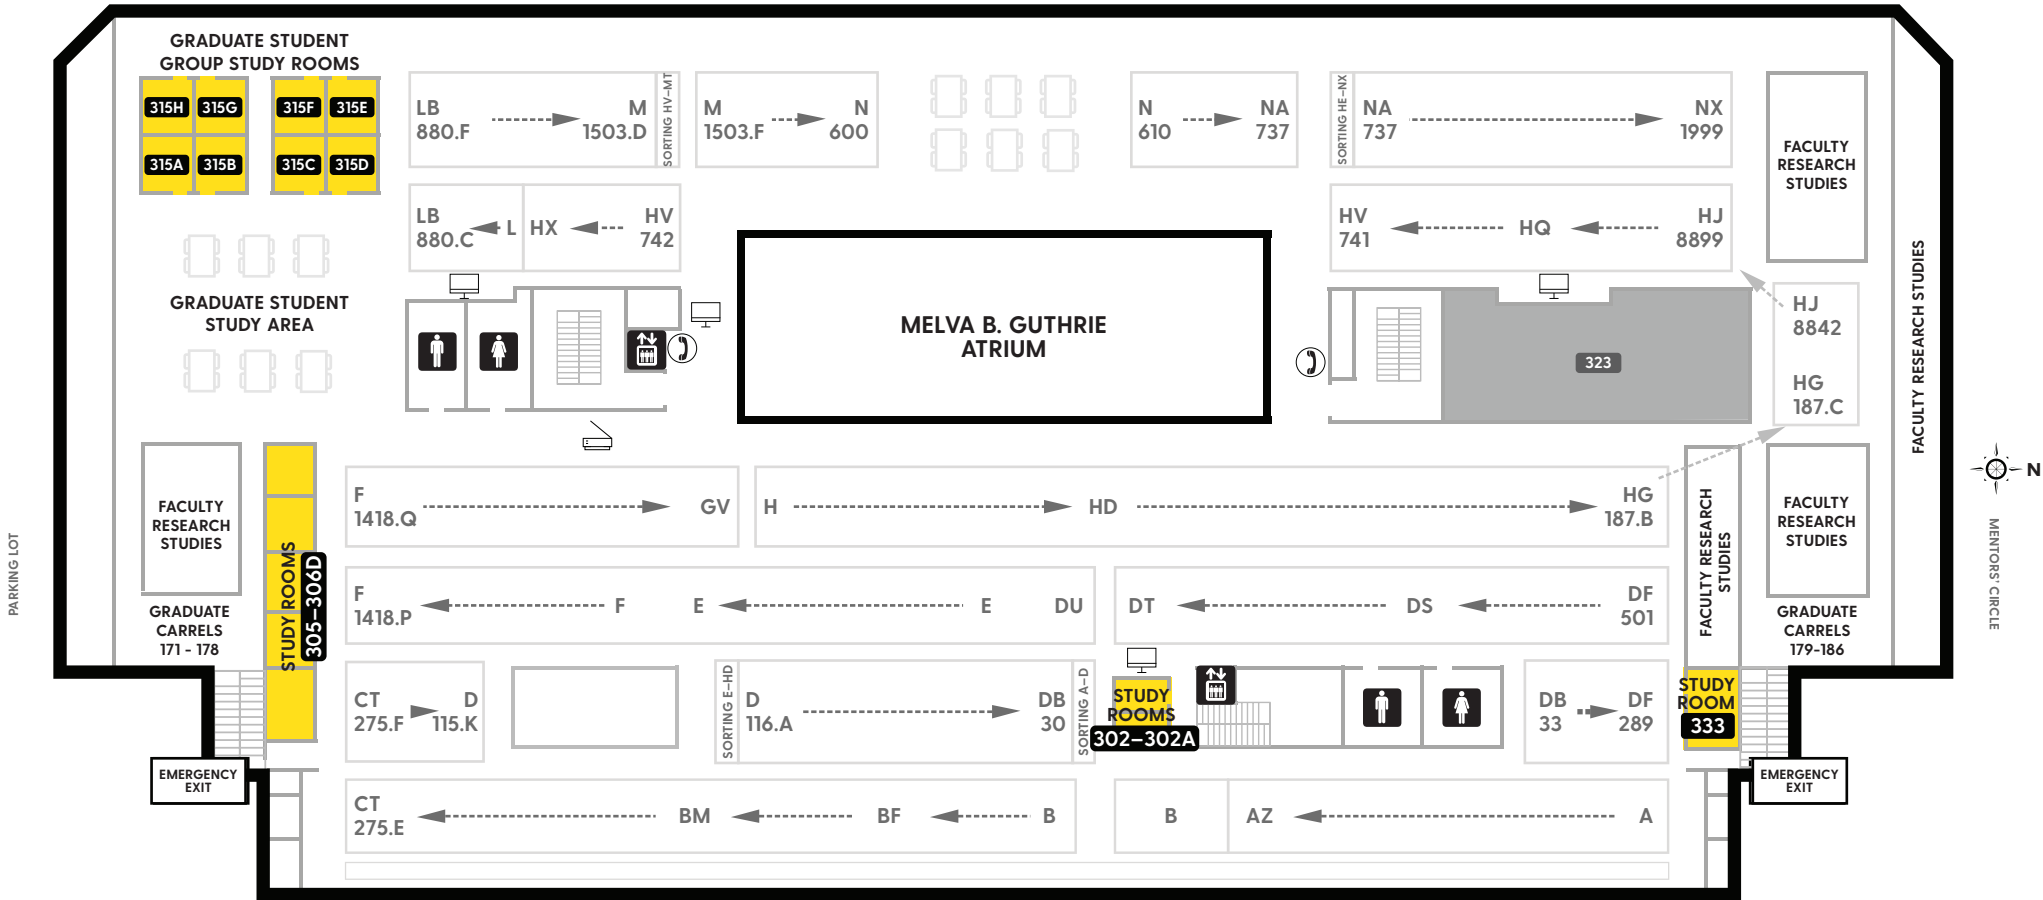 GRADUATE STUDENT
GROUP STUDY ROOMS
315H
315G
315F
315E
315A
315B
315C
315D
LB
880.F
M
1503.D
SORTING HV–MT
M
1503.F
N
600
N
610
NA
737
SORTING HE–NX
NA
737
NX
1999
FACULTY
RESEARCH
STUDIES
LB
880.C
L
HX
HV
742
HV
741
HQ
HJ
8899
GRADUATE STUDENT
STUDY AREA
MELVA B. GUTHRIE
ATRIUM
323
HJ
8842
HG
187.C
FACULTY RESEARCH STUDIES
N
MENTORS' CIRCLE
PARKING LOT
FACULTY
RESEARCH
STUDIES
GRADUATE
CARRELS
171 - 178
STUDY ROOMS
305–306D
F
1418.Q
GV
H
HD
HG
187.B
FACULTY RESEARCH
STUDIES
FACULTY
RESEARCH
STUDIES
GRADUATE
CARRELS
179-186
F
1418.P
F
E
E
DU
DT
DS
DF
501
CT
275.F
D
115.K
SORTING E–HD
D
116.A
DB
30
SORTING A–D
STUDY
ROOMS
302–302A
DB
33
DF
289
STUDY
ROOM
333
EMERGENCY
EXIT
EMERGENCY
EXIT
CT
275.E
BM
BF
B
B
AZ
A